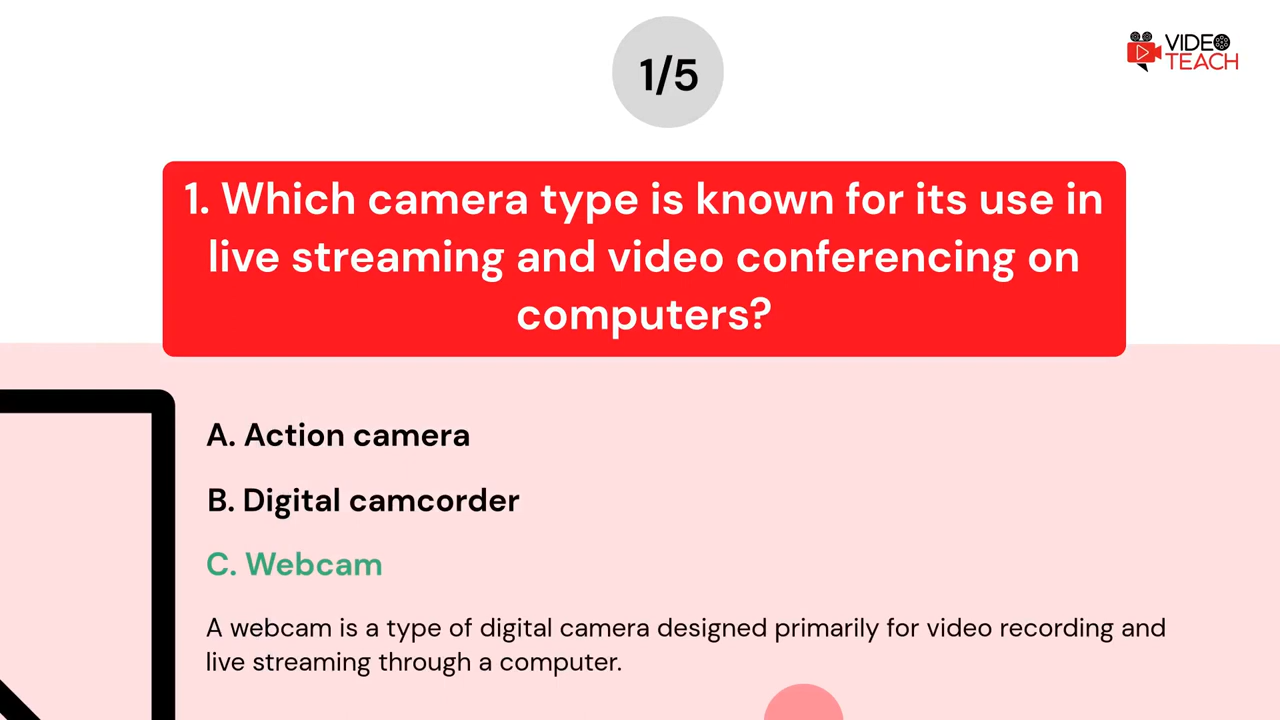 1/5
VIDEO
TEACH
1. Which camera type is known for its use in
live streaming and video conferencing on
computers?
A. Action camera
B. Digital camcorder
C. Webcam
A webcam is a type of digital camera designed primarily for video recording and
live streaming through a computer.